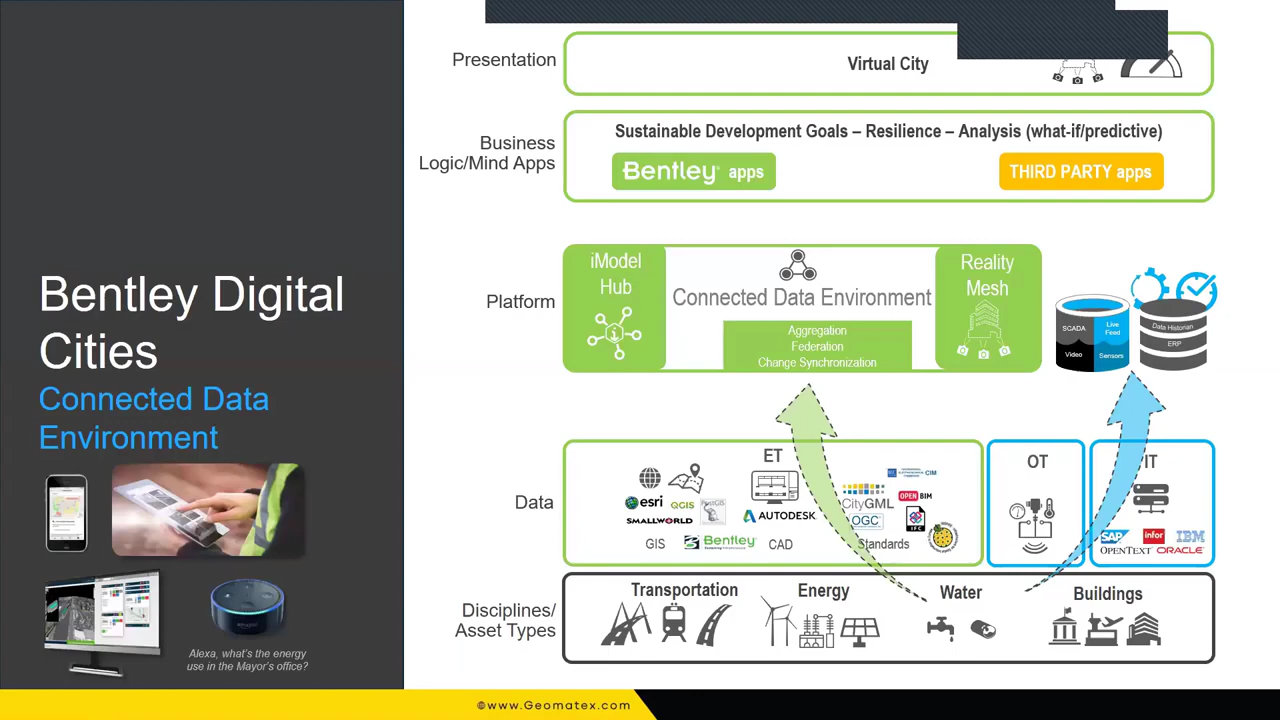 Bentley Digital
Cities
Connected Data
Environment
Alexa, what's the energy
use in the Mayor's office?
Presentation
Virtual City
Business
Logic/Mind Apps
Sustainable Development Goals – Resilience – Analysis (what-if/predictive)
Bentley apps
THIRD PARTY apps
Platform
iModel
Hub
Connected Data Environment
Aggregation
Federation
Change Synchronization
Reality
Mesh
SCADA
Live
Feed
Video
Sensors
Data Historian
ERP
Data
ET
esri
QGIS
PostGIS
SMALLWORLD
GIS
Bentley
AUTODESK
CAD
CIM
OPEN BIM
CityGML
OGC
IFC
Standards
OT
IT
SAP
infor
IBM
OPENTEXT
ORACLE
Disciplines/
Asset Types
Transportation
Energy
Water
Buildings
©www.Geomatex.com